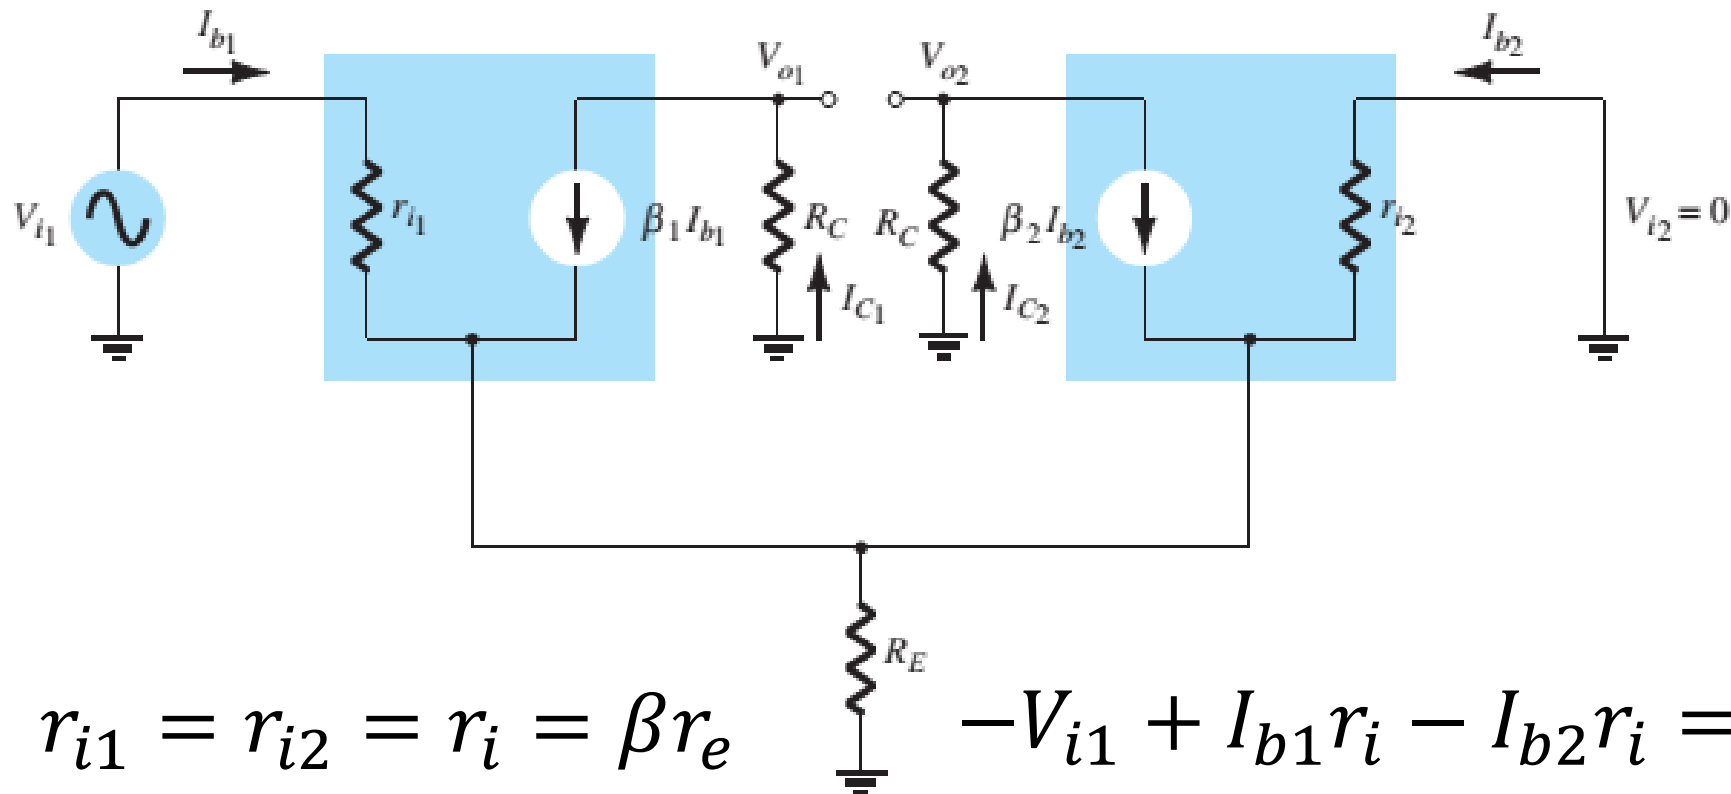 I_{b1}
I_{b2}
V_{o1}
V_{o2}
V_{i1}
r_{i1}
β_1 I_{b1}
R_C
R_C
β_2 I_{b2}
r_{i2}
V_{i2} = 0
I_{C1}
I_{C2}
R_E
r_{i1} = r_{i2} = r_i = βr_e
−V_{i1} + I_{b1}r_i − I_{b2}r_i =